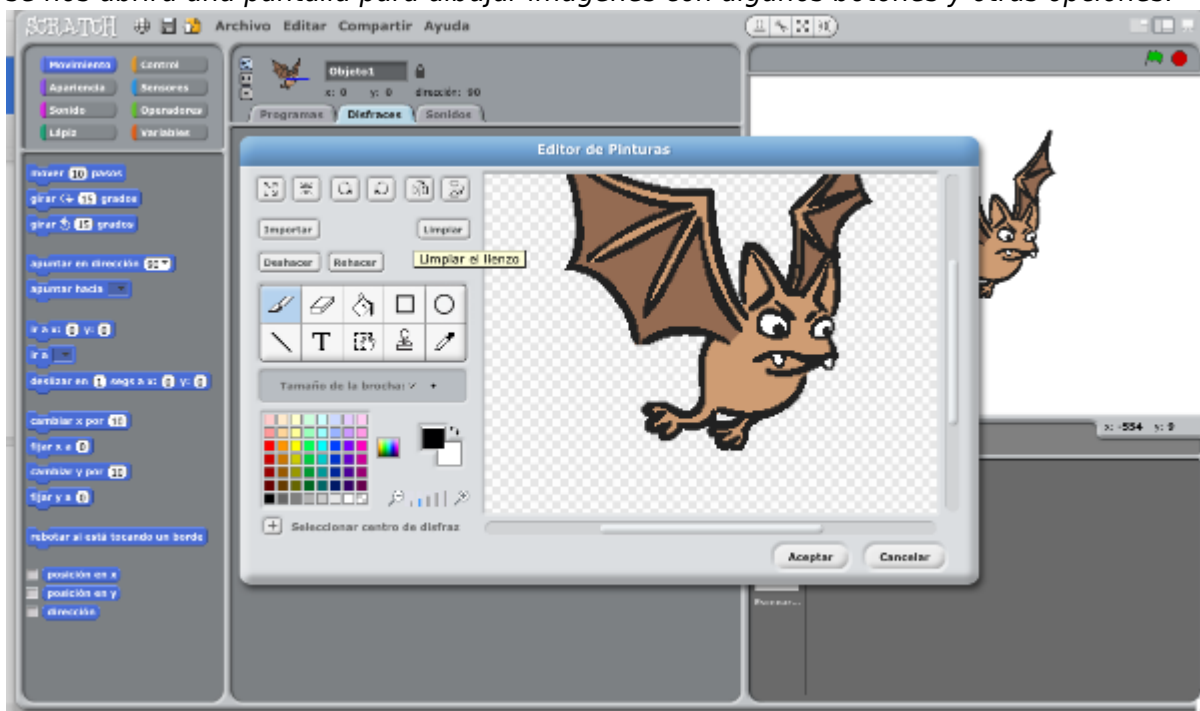 se nos abrirá una pantalla para dibujar imágenes con algunos botones y otras opciones.
SCRATCH Archivo Editar Compartir Ayuda
Movimiento Control
Apariencia Sensores
Sonido Operadores
Lápiz Variables
Objeto1
x: 0 y: 0 dirección: 90
Programas Disfraces Sonidos
mover 10 pasos
girar 15 grados
girar 15 grados
apuntar en dirección 90
apuntar hacia
ir a x: 0 y: 0
ir a
deslizar en 1 segs a x: 0 y: 0
cambiar x por 10
fijar x a 0
cambiar y por 10
fijar y a 0
rebotar si está tocando un borde
posición en x
posición en y
dirección
Editor de Pinturas
Importar Limpiar
Deshacer Rehacer Limpiar el lienzo
T
Tamaño de la brocha:
Seleccionar centro de disfraz
Aceptar Cancelar
x: -554 y: 9